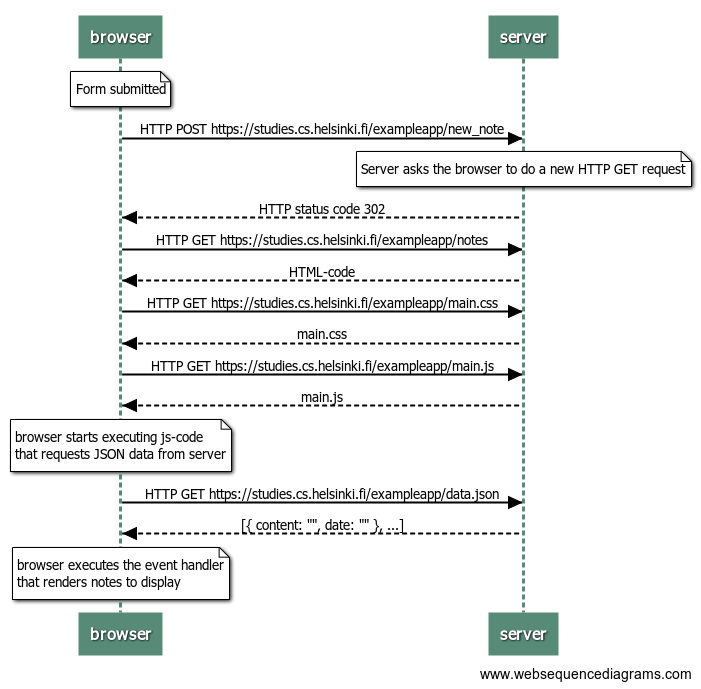 browser server
Form submitted
HTTP POST https://studies.cs.helsinki.fi/exampleapp/new_note
Server asks the browser to do a new HTTP GET request
HTTP status code 302
HTTP GET https://studies.cs.helsinki.fi/exampleapp/notes
HTML-code
HTTP GET https://studies.cs.helsinki.fi/exampleapp/main.css
main.css
HTTP GET https://studies.cs.helsinki.fi/exampleapp/main.js
main.js
browser starts executing js-code
that requests JSON data from server
HTTP GET https://studies.cs.helsinki.fi/exampleapp/data.json
[{ content: "", date: "" }, ...]
browser executes the event handler
that renders notes to display
browser server
www.websequencediagrams.com